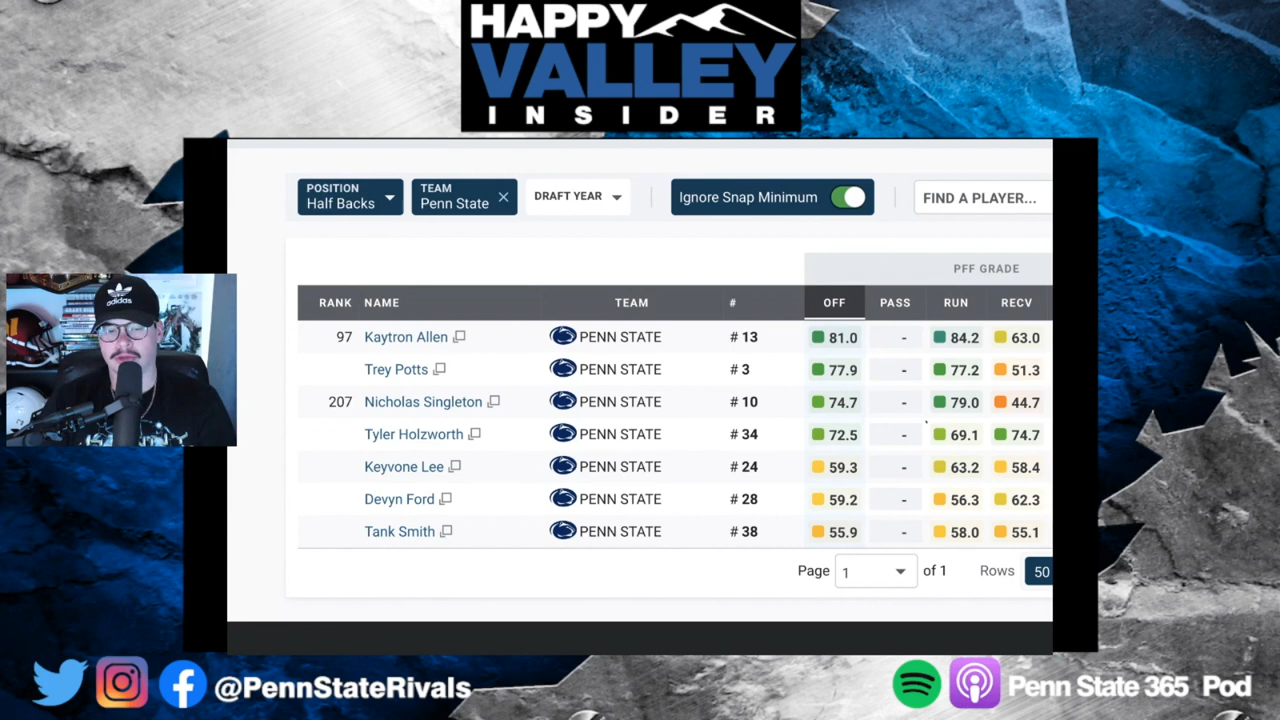 HAPPY
VALLEY
INSIDER
POSITION
Half Backs
TEAM
Penn State
DRAFT YEAR
Ignore Snap Minimum
FIND A PLAYER...
PFF GRADE
RANK NAME TEAM # OFF PASS RUN RECV
97 Kaytron Allen PENN STATE # 13 81.0 - 84.2 63.0
Trey Potts PENN STATE # 3 77.9 - 77.2 51.3
207 Nicholas Singleton PENN STATE # 10 74.7 - 79.0 44.7
Tyler Holzworth PENN STATE # 34 72.5 - 69.1 74.7
Keyvone Lee PENN STATE # 24 59.3 - 63.2 58.4
Devyn Ford PENN STATE # 28 59.2 - 56.3 62.3
Tank Smith PENN STATE # 38 55.9 - 58.0 55.1
Page 1 of 1 Rows 50
adidas
@PennStateRivals
Penn State 365 Pod